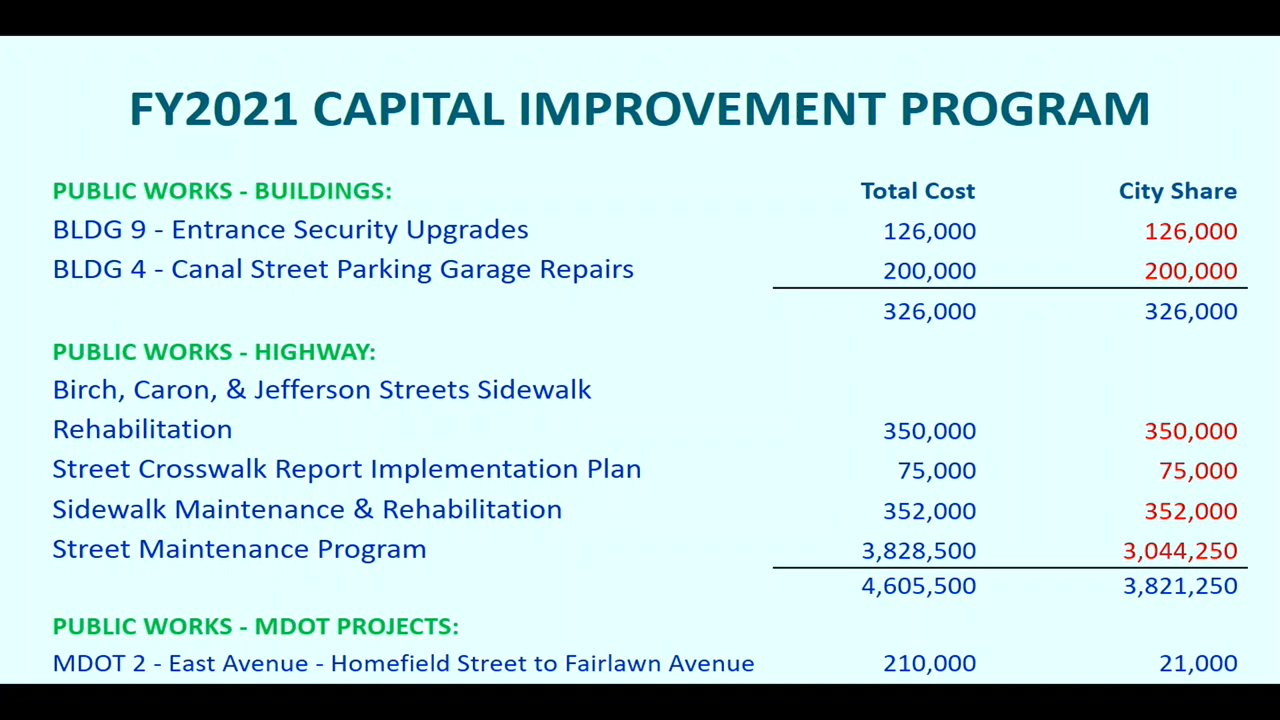 FY2021 CAPITAL IMPROVEMENT PROGRAM
PUBLIC WORKS - BUILDINGS: Total Cost City Share
BLDG 9 - Entrance Security Upgrades 126,000 126,000
BLDG 4 - Canal Street Parking Garage Repairs 200,000 200,000
326,000 326,000
PUBLIC WORKS - HIGHWAY:
Birch, Caron, & Jefferson Streets Sidewalk
Rehabilitation 350,000 350,000
Street Crosswalk Report Implementation Plan 75,000 75,000
Sidewalk Maintenance & Rehabilitation 352,000 352,000
Street Maintenance Program 3,828,500 3,044,250
4,605,500 3,821,250
PUBLIC WORKS - MDOT PROJECTS:
MDOT 2 - East Avenue - Homefield Street to Fairlawn Avenue 210,000 21,000